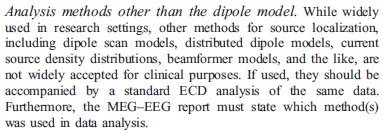 Analysis methods other than the dipole model. While widely
used in research settings, other methods for source localization,
including dipole scan models, distributed dipole models, current
source density distributions, beamformer models, and the like, are
not widely accepted for clinical purposes. If used, they should be
accompanied by a standard ECD analysis of the same data.
Furthermore, the MEG–EEG report must state which method(s)
was used in data analysis.